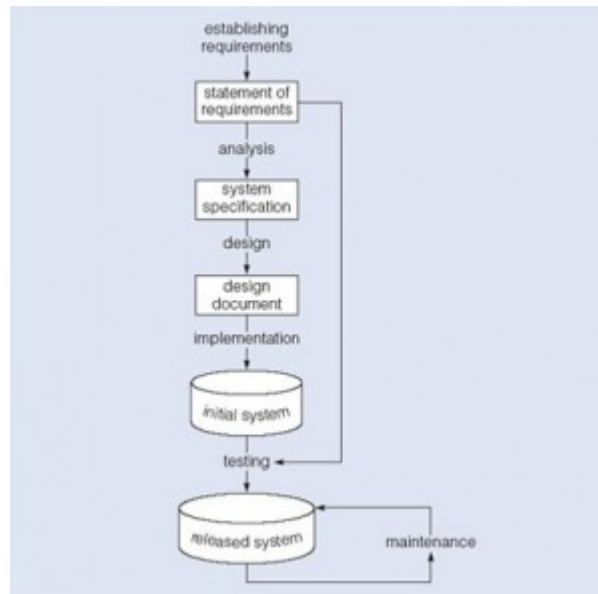 establishing
requirements
statement of
requirements
analysis
system
specification
design
design
document
implementation
initial system
testing
released system
maintenance